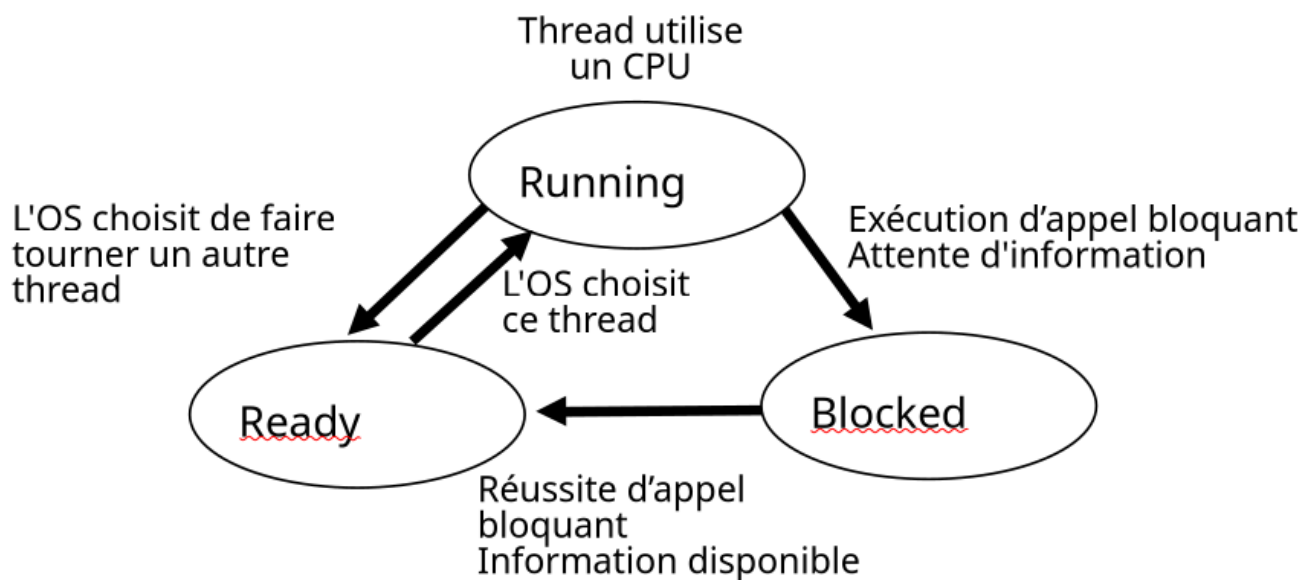 Thread utilise
un CPU
Running
L'OS choisit de faire
tourner un autre
thread
Exécution d’appel bloquant
Attente d'information
L'OS choisit
ce thread
Ready
Blocked
Réussite d’appel
bloquant
Information disponible